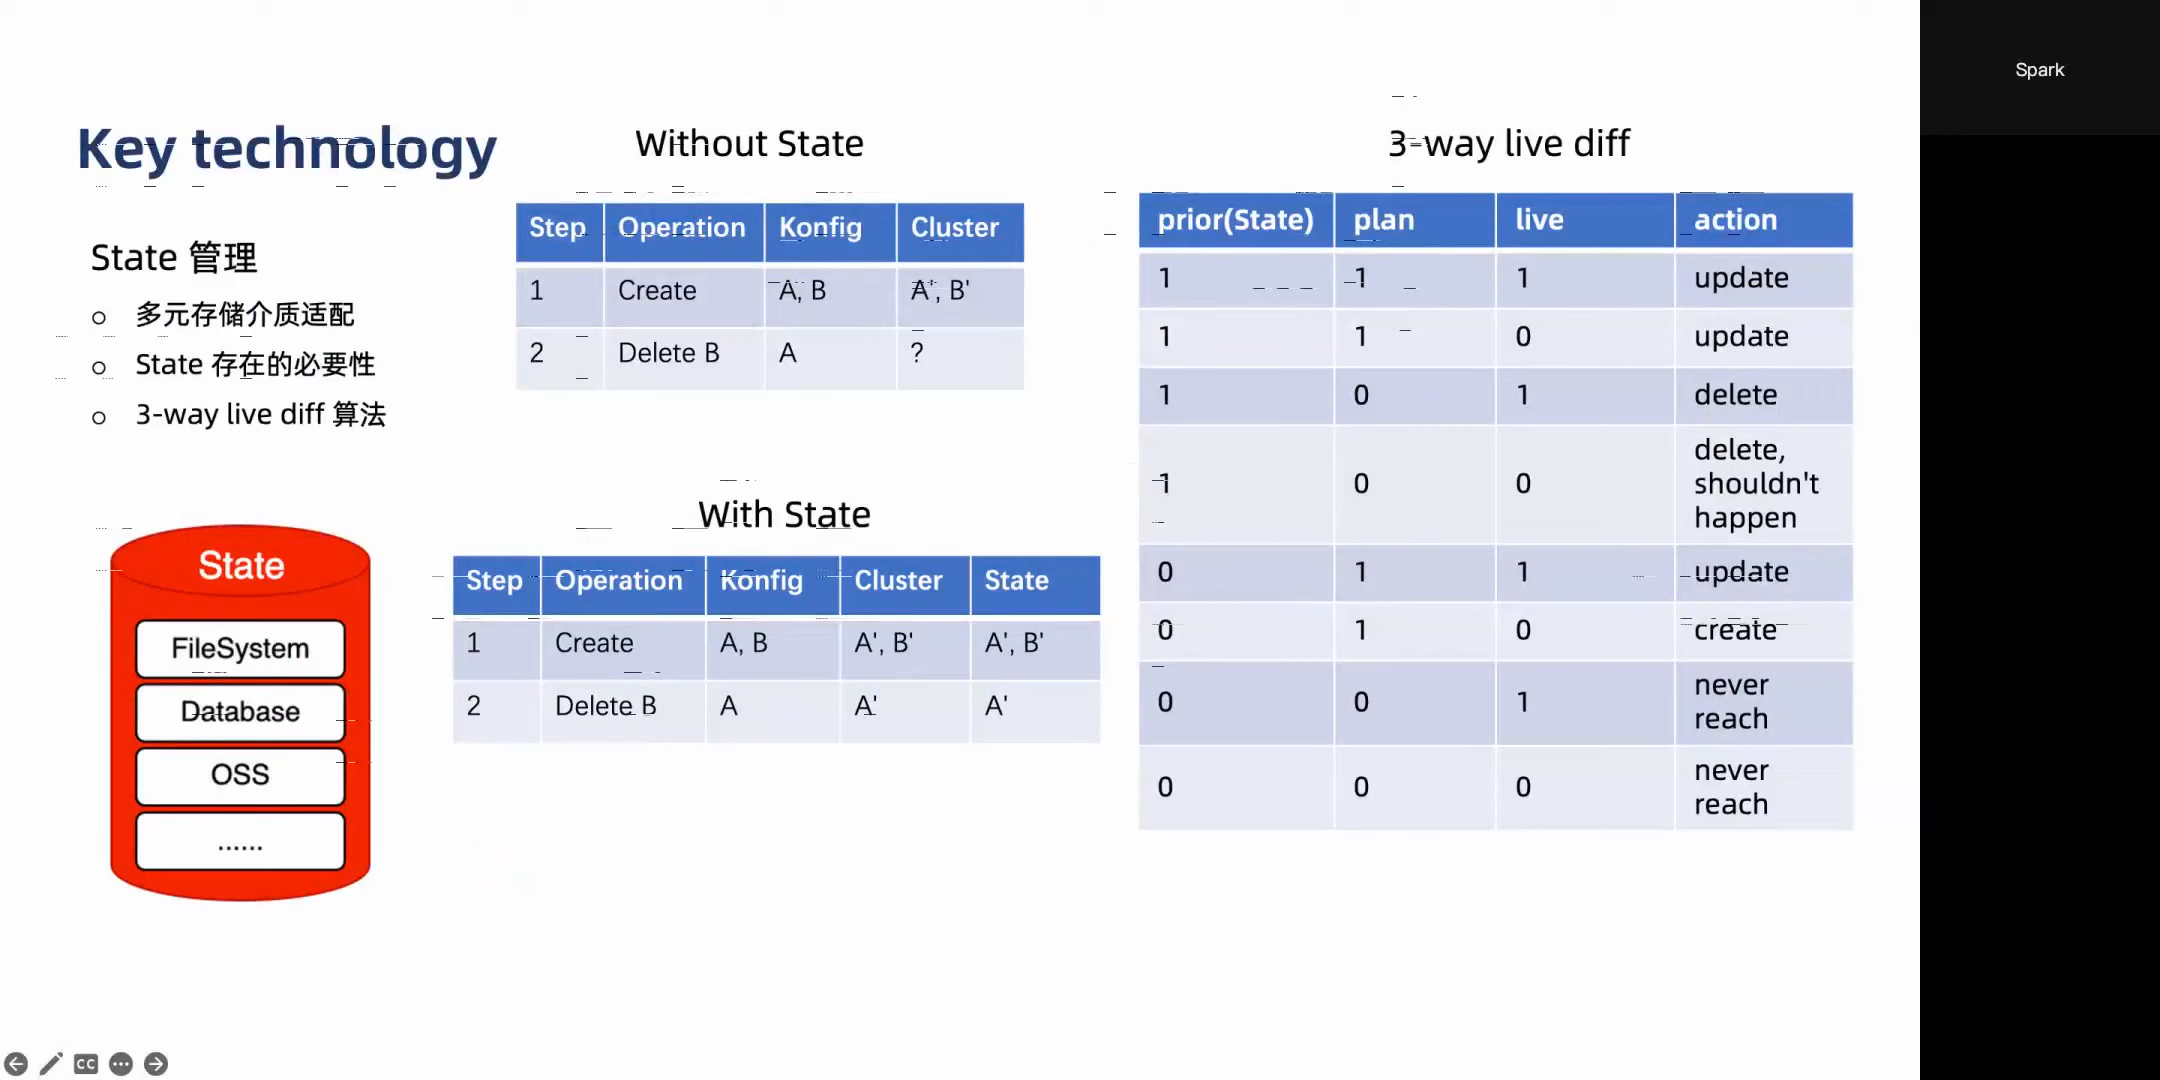 Key technology
State 管理
o 多元存储介质适配
o State 存在的必要性
o 3-way live diff 算法
State
FileSystem
Database
OSS
......
Without State
Step Operation Konfig Cluster
1 Create A, B A', B'
2 Delete B A ?
With State
Step Operation Konfig Cluster State
1 Create A, B A', B' A', B'
2 Delete B A A' A'
3-way live diff
prior(State) plan live action
1 1 1 update
1 1 0 update
1 0 1 delete
1 0 0 delete,
shouldn't
happen
0 1 1 update
0 1 0 create
0 0 1 never
reach
0 0 0 never
reach
Spark
CC